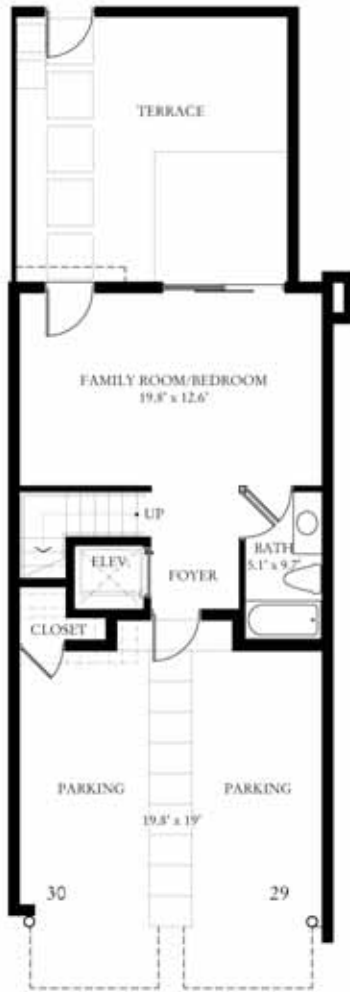 TERRACE
FAMILY ROOM/BEDROOM
19.8' x 12.6'
UP
ELEV.
FOYER
BATH
5.1' x 9.7'
CLOSET
PARKING
PARKING
19.8' x 19'
30
29